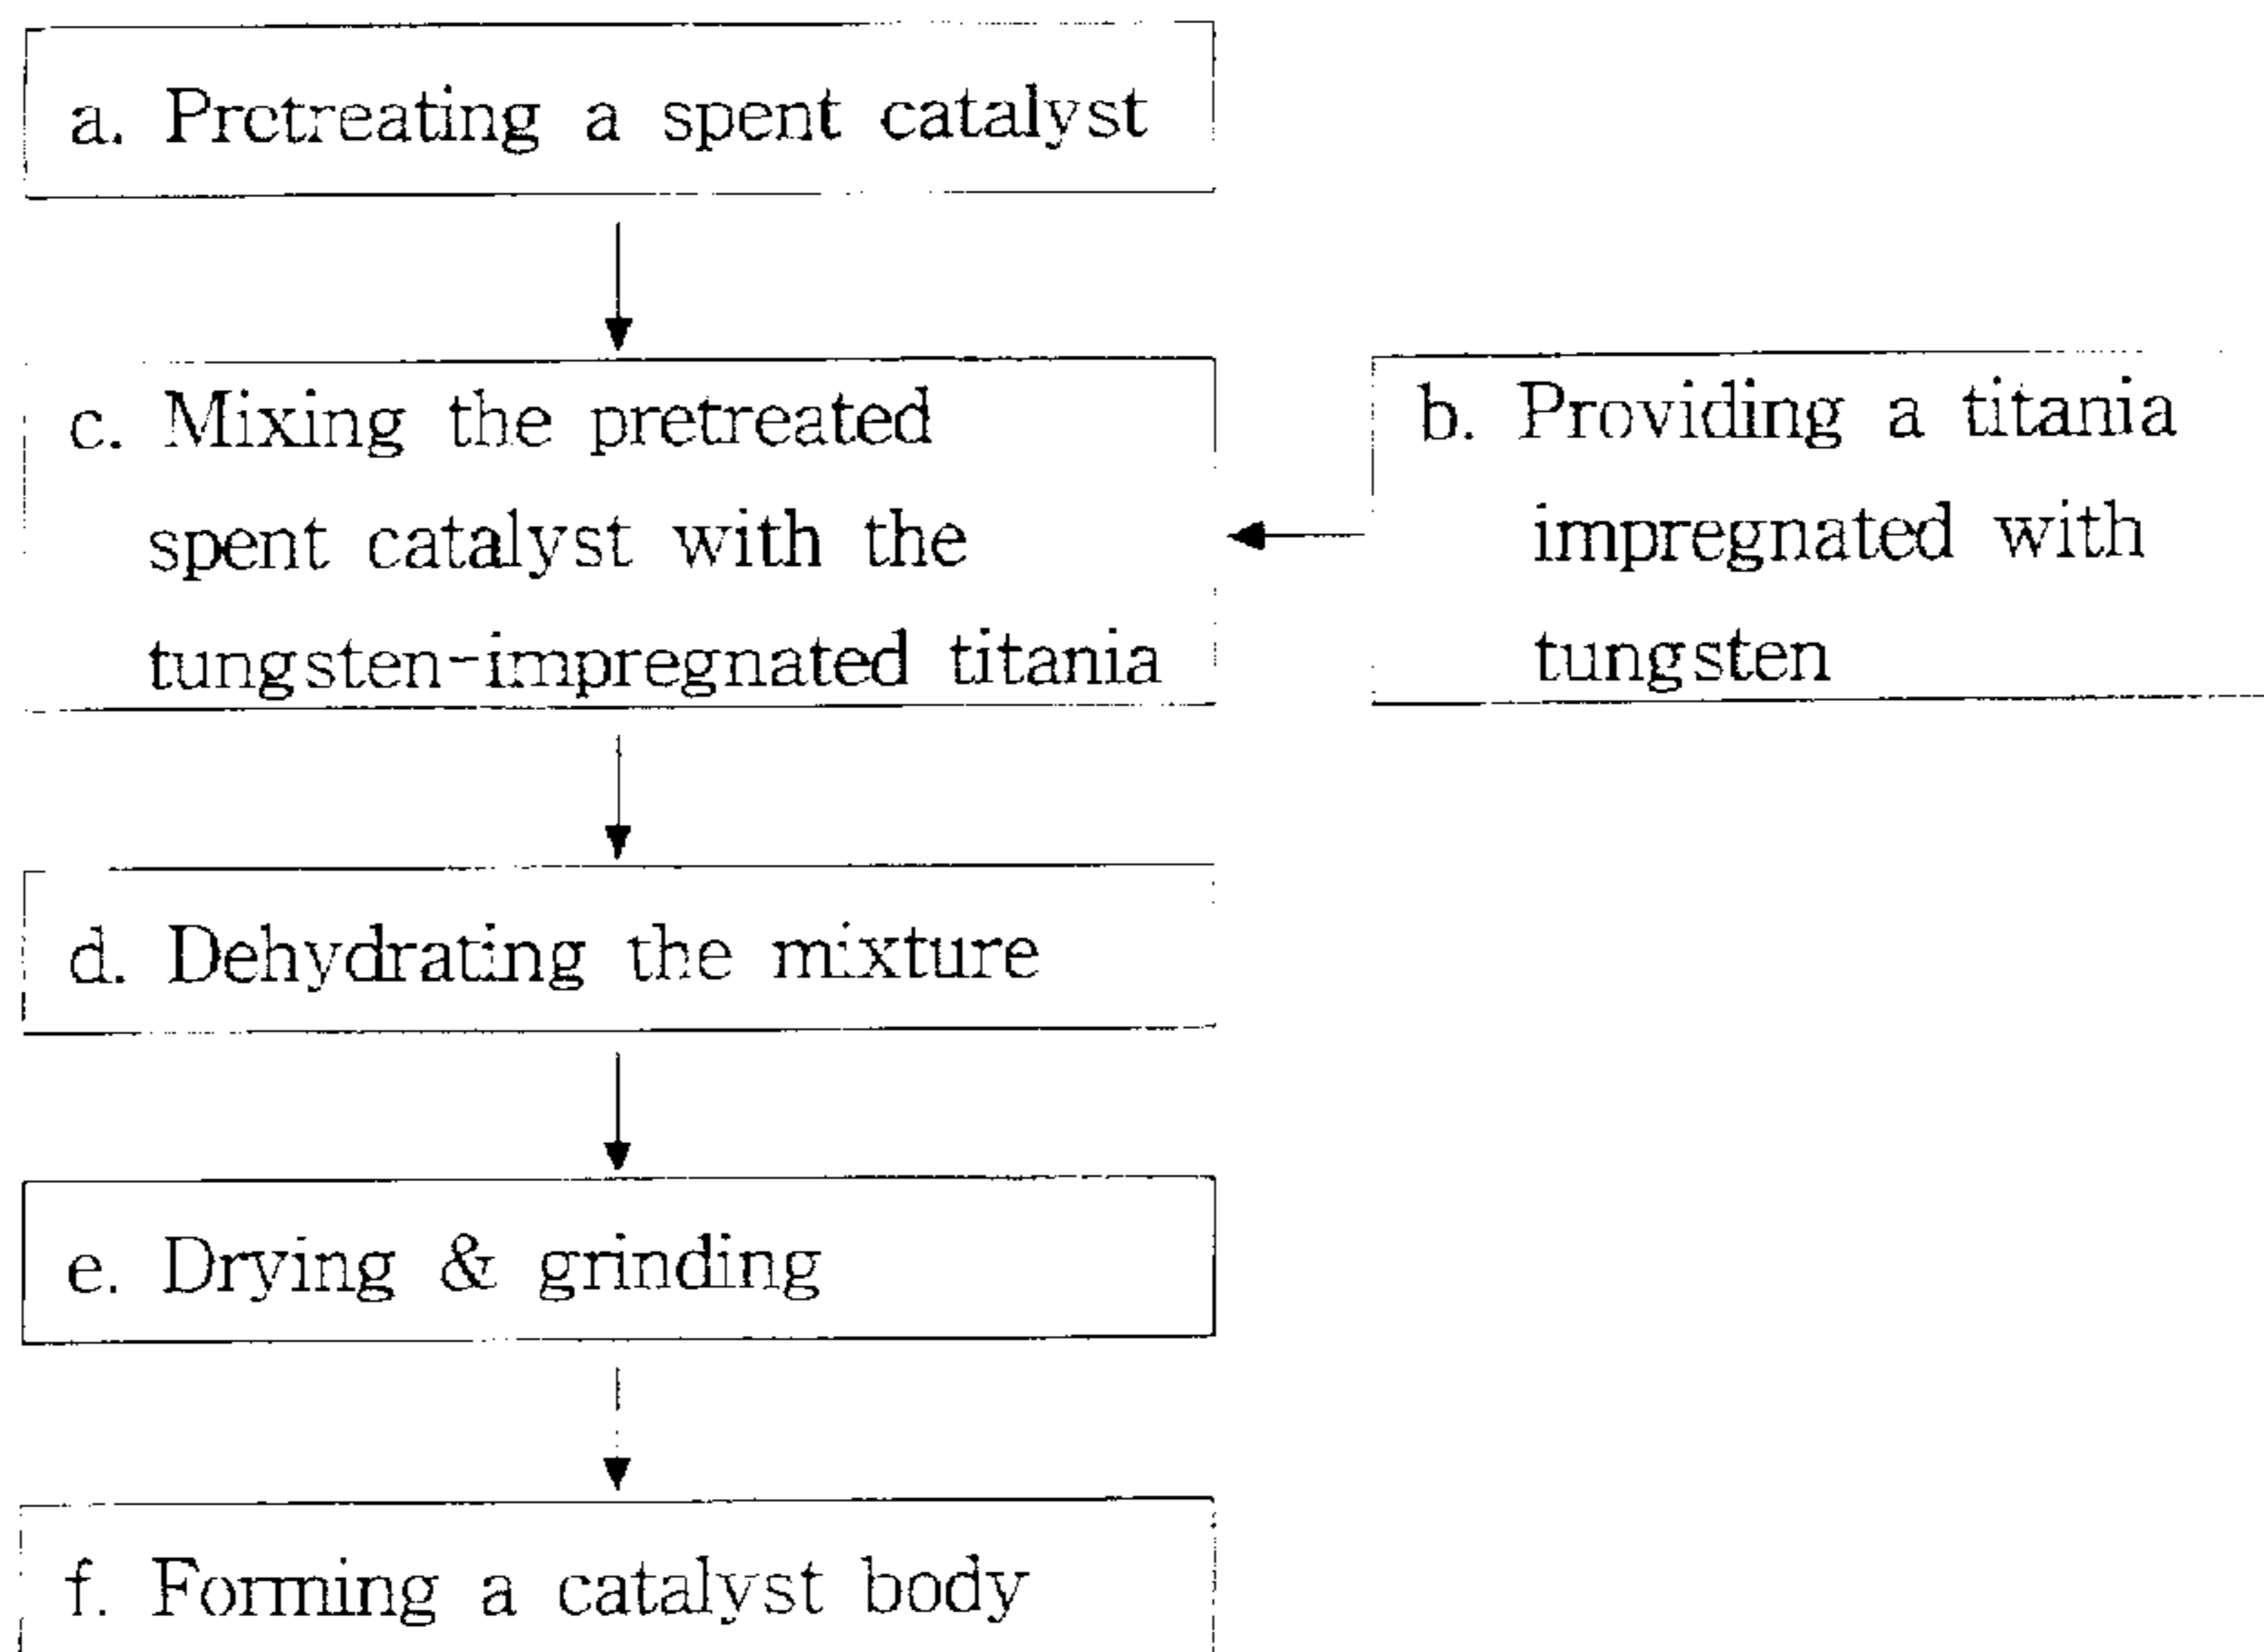 a. Pretreating a spent catalyst
c. Mixing the pretreated
spent catalyst with the
tungsten-impregnated titania
b. Providing a titania
impregnated with
tungsten
d. Dehydrating the mixture
e. Drying & grinding
f. Forming a catalyst body